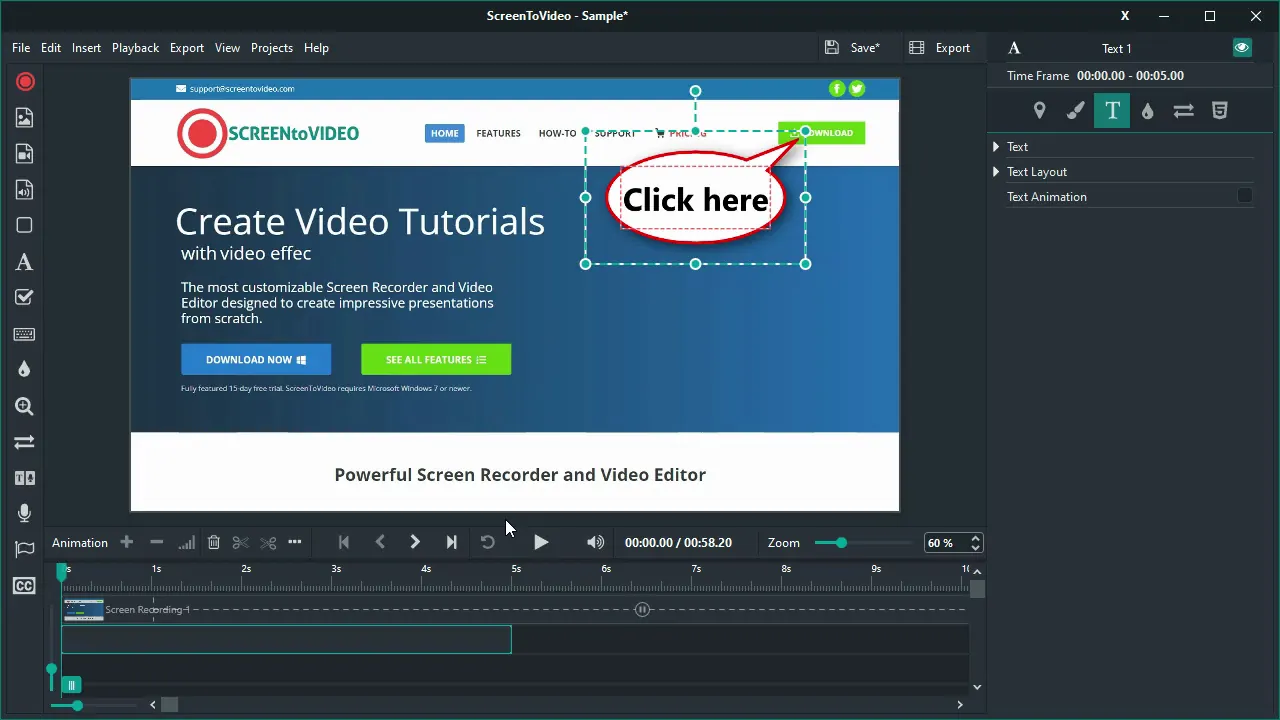 ScreenToVideo - Sample*
X
File Edit Insert Playback Export View Projects Help
Save*
Export
A
Text 1
Time Frame 00:00.00 - 00:05.00
Text
Text Layout
Text Animation
support@screentovideo.com
SCREENtoVIDEO
HOME FEATURES HOW-TO SUPPORT PRICING
Click here
Create Video Tutorials
with video effec
The most customizable Screen Recorder and Video
Editor designed to create impressive presentations
from scratch.
DOWNLOAD NOW
SEE ALL FEATURES
Fully featured 15-day free trial. ScreenToVideo requires Microsoft Windows 7 or newer.
Powerful Screen Recorder and Video Editor
Animation
00:00.00 / 00:58.20
Zoom
60 %
1s 2s 3s 4s 5s 6s 7s 8s 9s
Screen Recording 1
CC